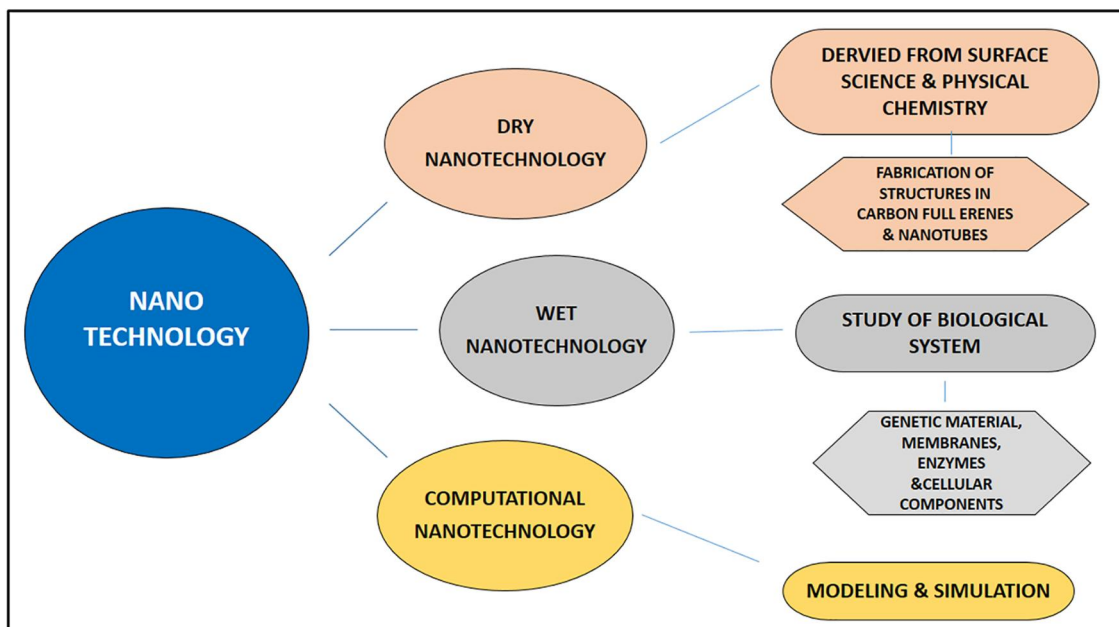 NANO
TECHNOLOGY
DRY
NANOTECHNOLOGY
DERVIED FROM SURFACE
SCIENCE & PHYSICAL
CHEMISTRY
FABRICATION OF
STRUCTURES IN
CARBON FULL ERENES
& NANOTUBES
WET
NANOTECHNOLOGY
STUDY OF BIOLOGICAL
SYSTEM
GENETIC MATERIAL,
MEMBRANES,
ENZYMES
&CELLULAR
COMPONENTS
COMPUTATIONAL
NANOTECHNOLOGY
MODELING & SIMULATION